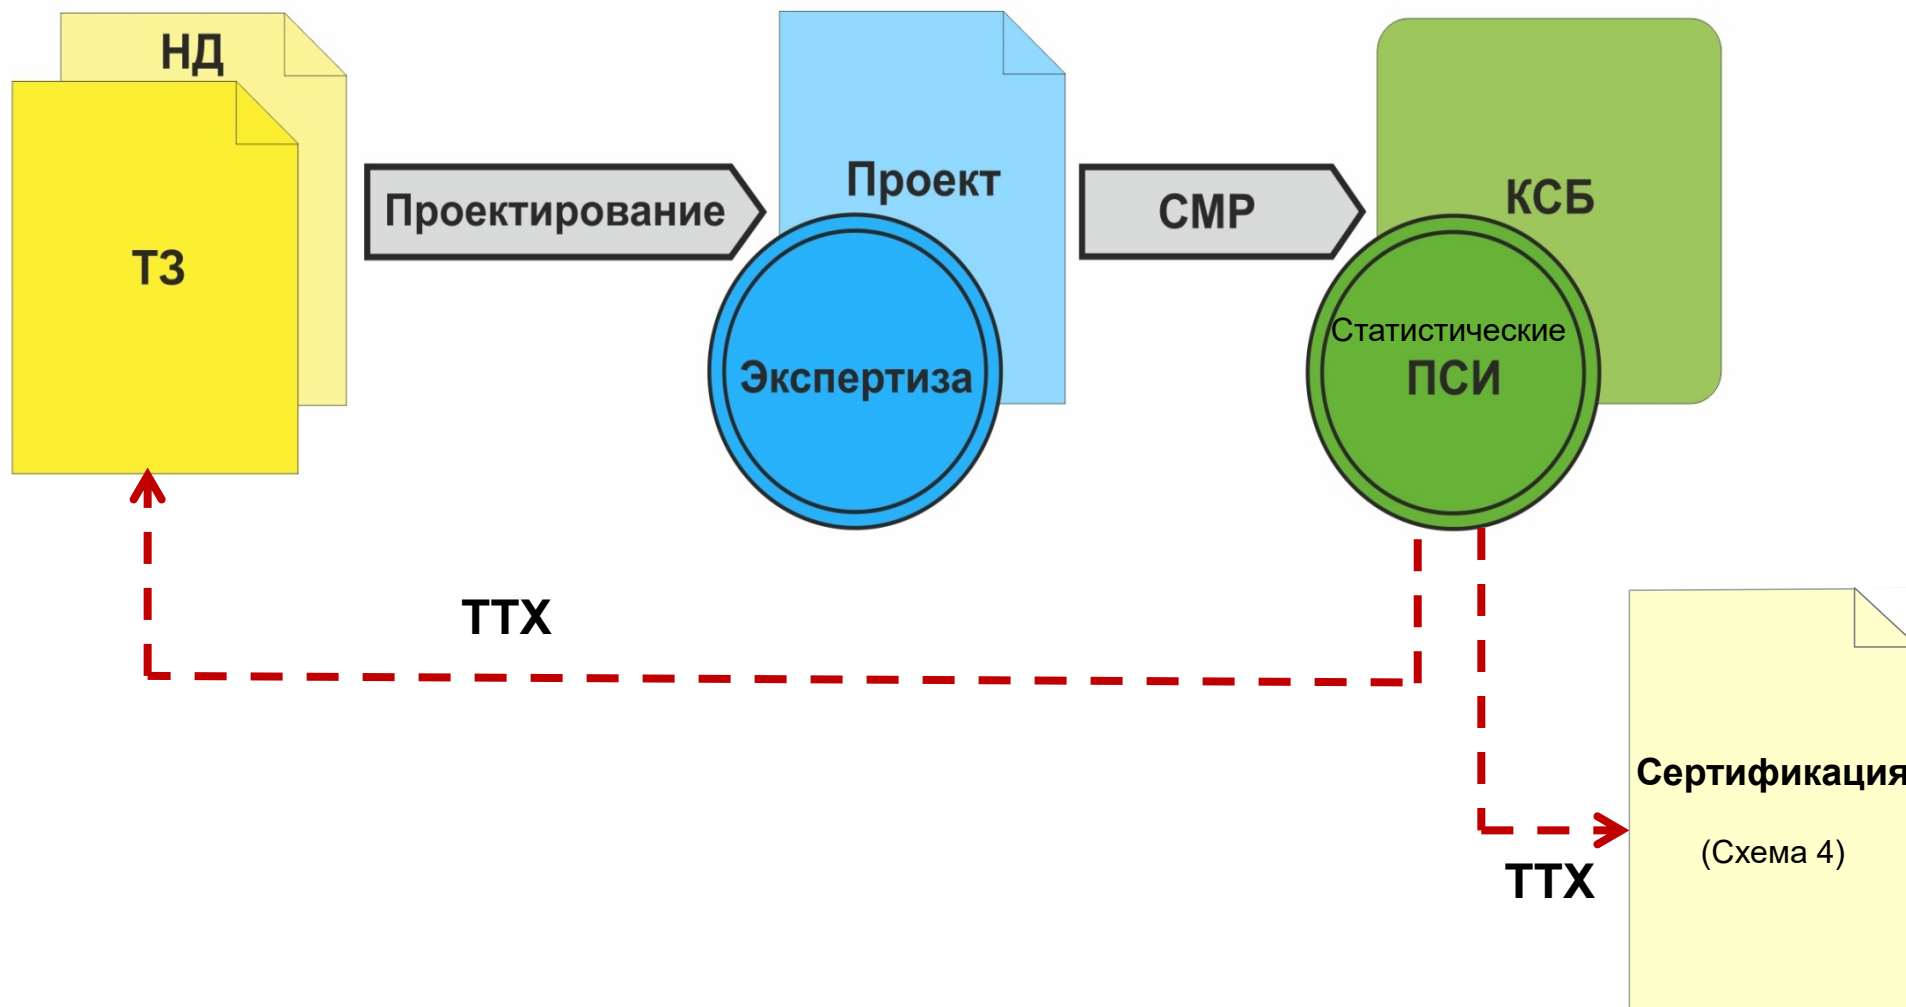 НД
ТЗ
Проектирование
Проект
Экспертиза
СМР
КСБ
Статистические
ПСИ
ТТХ
Сертификация
(Схема 4)
ТТХ